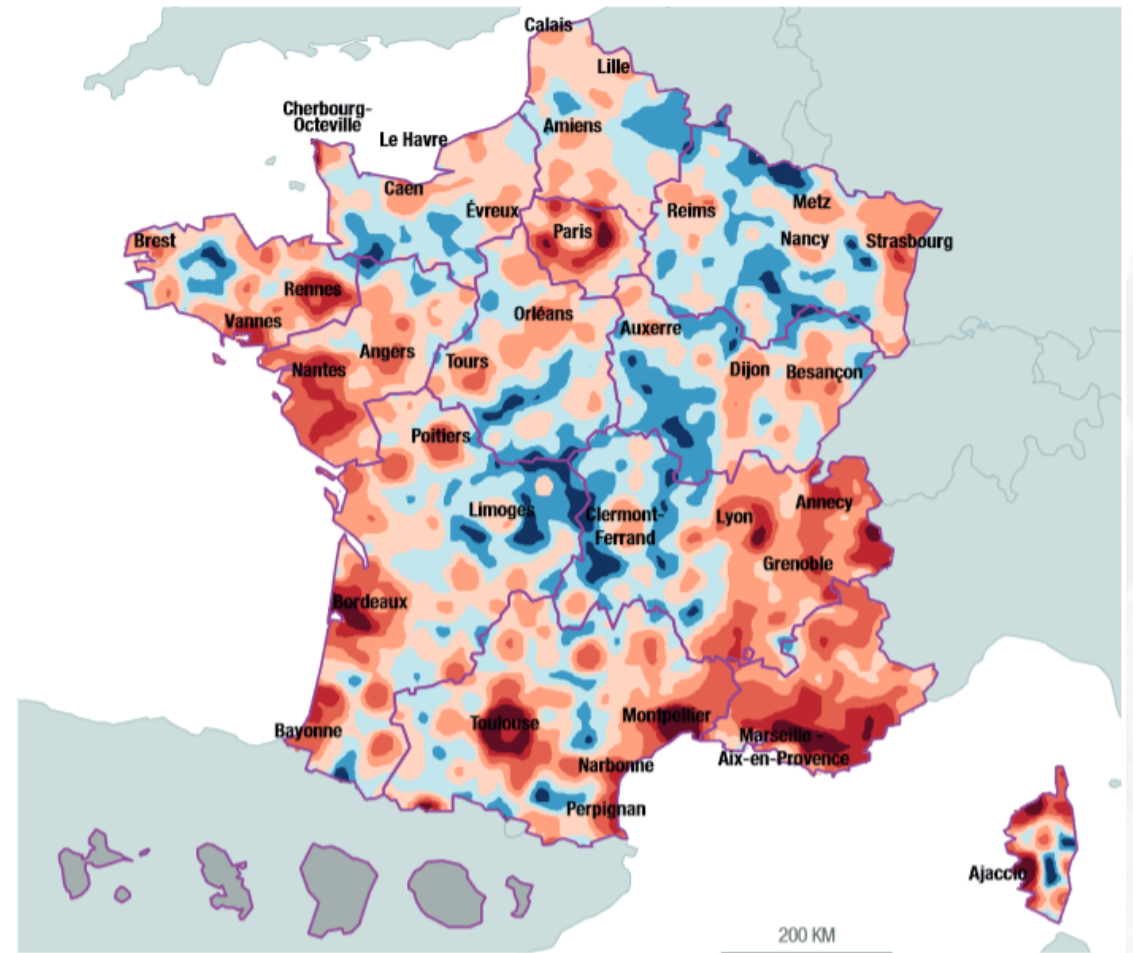 Calais
Lille
Cherbourg-
Octeville
Le Havre
Amiens
Caen
Évreux
Reims
Metz
Paris
Nancy
Strasbourg
Brest
Rennes
Vannes
Orléans
Auxerre
Angers
Nantes
Tours
Dijon
Besançon
Poitiers
Limoges
Clermont-
Ferrand
Lyon
Annecy
Grenoble
Bordeaux
Bayonne
Toulouse
Montpellier
Marseille -
Aix-en-Provence
Narbonne
Perpignan
Ajaccio
200 KM